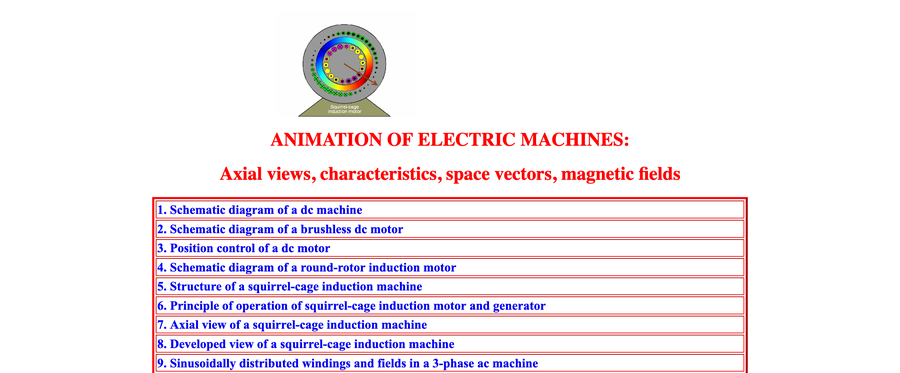 Squirrel-cage
induction motor
ANIMATION OF ELECTRIC MACHINES:
Axial views, characteristics, space vectors, magnetic fields
1. Schematic diagram of a dc machine
2. Schematic diagram of a brushless dc motor
3. Position control of a dc motor
4. Schematic diagram of a round-rotor induction motor
5. Structure of a squirrel-cage induction machine
6. Principle of operation of squirrel-cage induction motor and generator
7. Axial view of a squirrel-cage induction machine
8. Developed view of a squirrel-cage induction machine
9. Sinusoidally distributed windings and fields in a 3-phase ac machine